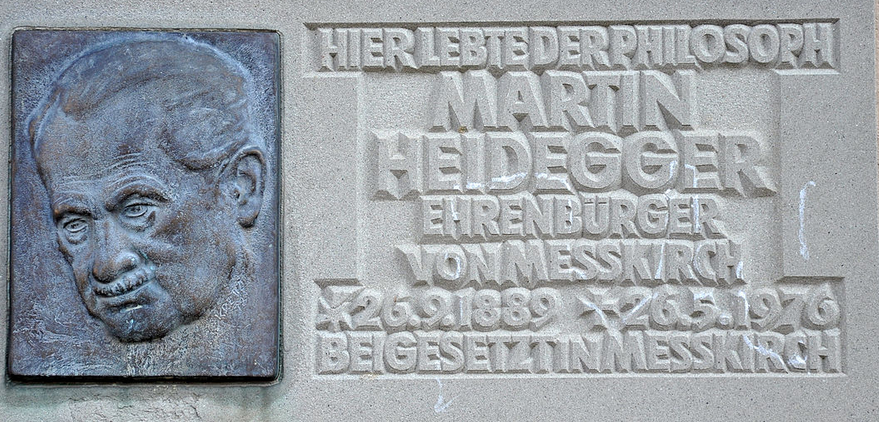 HIER LEBTE DER PHILOSOPH
MARTIN
HEIDEGGER
EHRENBÜRGER
VON MESSKIRCH
*26.9.1889 *26.5.1976
BEIGESETZT IN MESSKIRCH